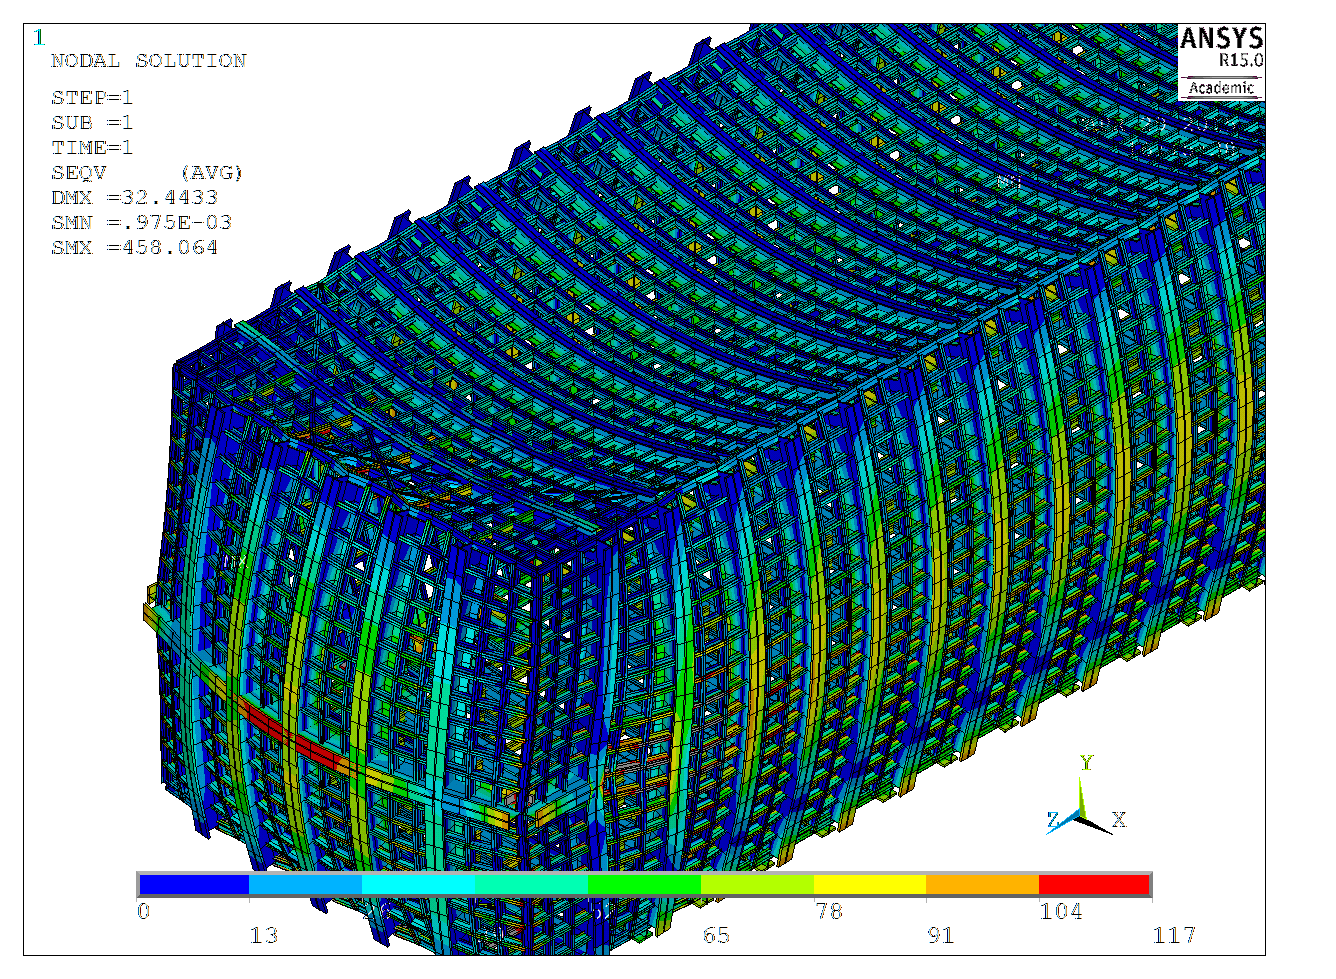 1
NODAL SOLUTION
STEP=1
SUB =1
TIME=1
SEQV (AVG)
DMX =32.4433
SMN =.975E-03
SMX =458.064
ANSYS
R15.0
Academic
MX
Y
Z
X
0
13
65
78
91
104
117